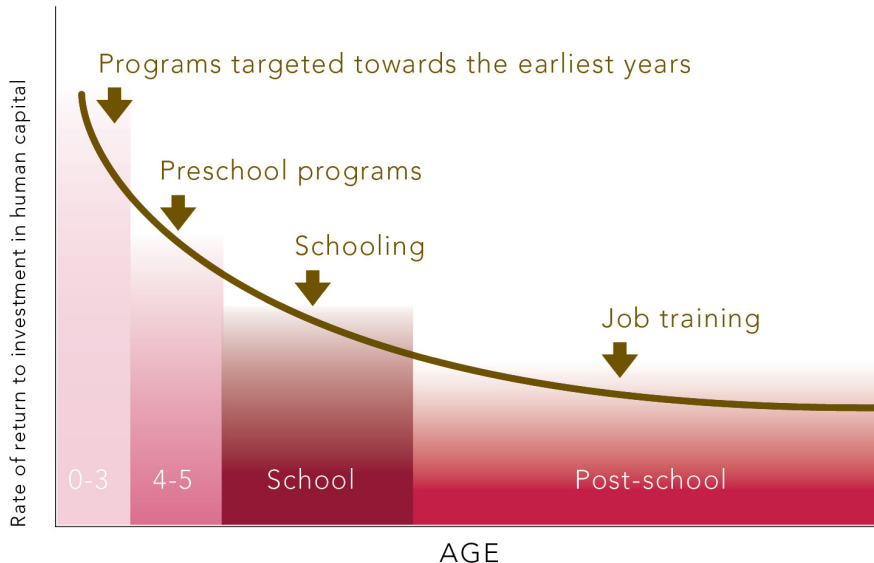 Programs targeted towards the earliest years
Preschool programs
Schooling
Job training
Rate of return to investment in human capital
0-3
4-5
School
Post-school
AGE